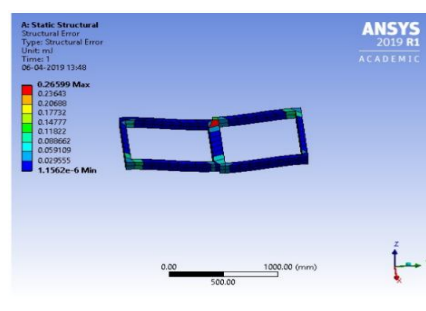 A: Static Structural
Structural Error
Type: Structural Error
Unit: mJ
Time: 1
06-04-2019 13:48
0.26599 Max
0.23643
0.20688
0.17732
0.14777
0.11822
0.088662
0.059109
0.029555
1.1562e-6 Min
ANSYS
2019 R1
ACADEMIC
0.00
1000.00 (mm)
500.00
Z
X